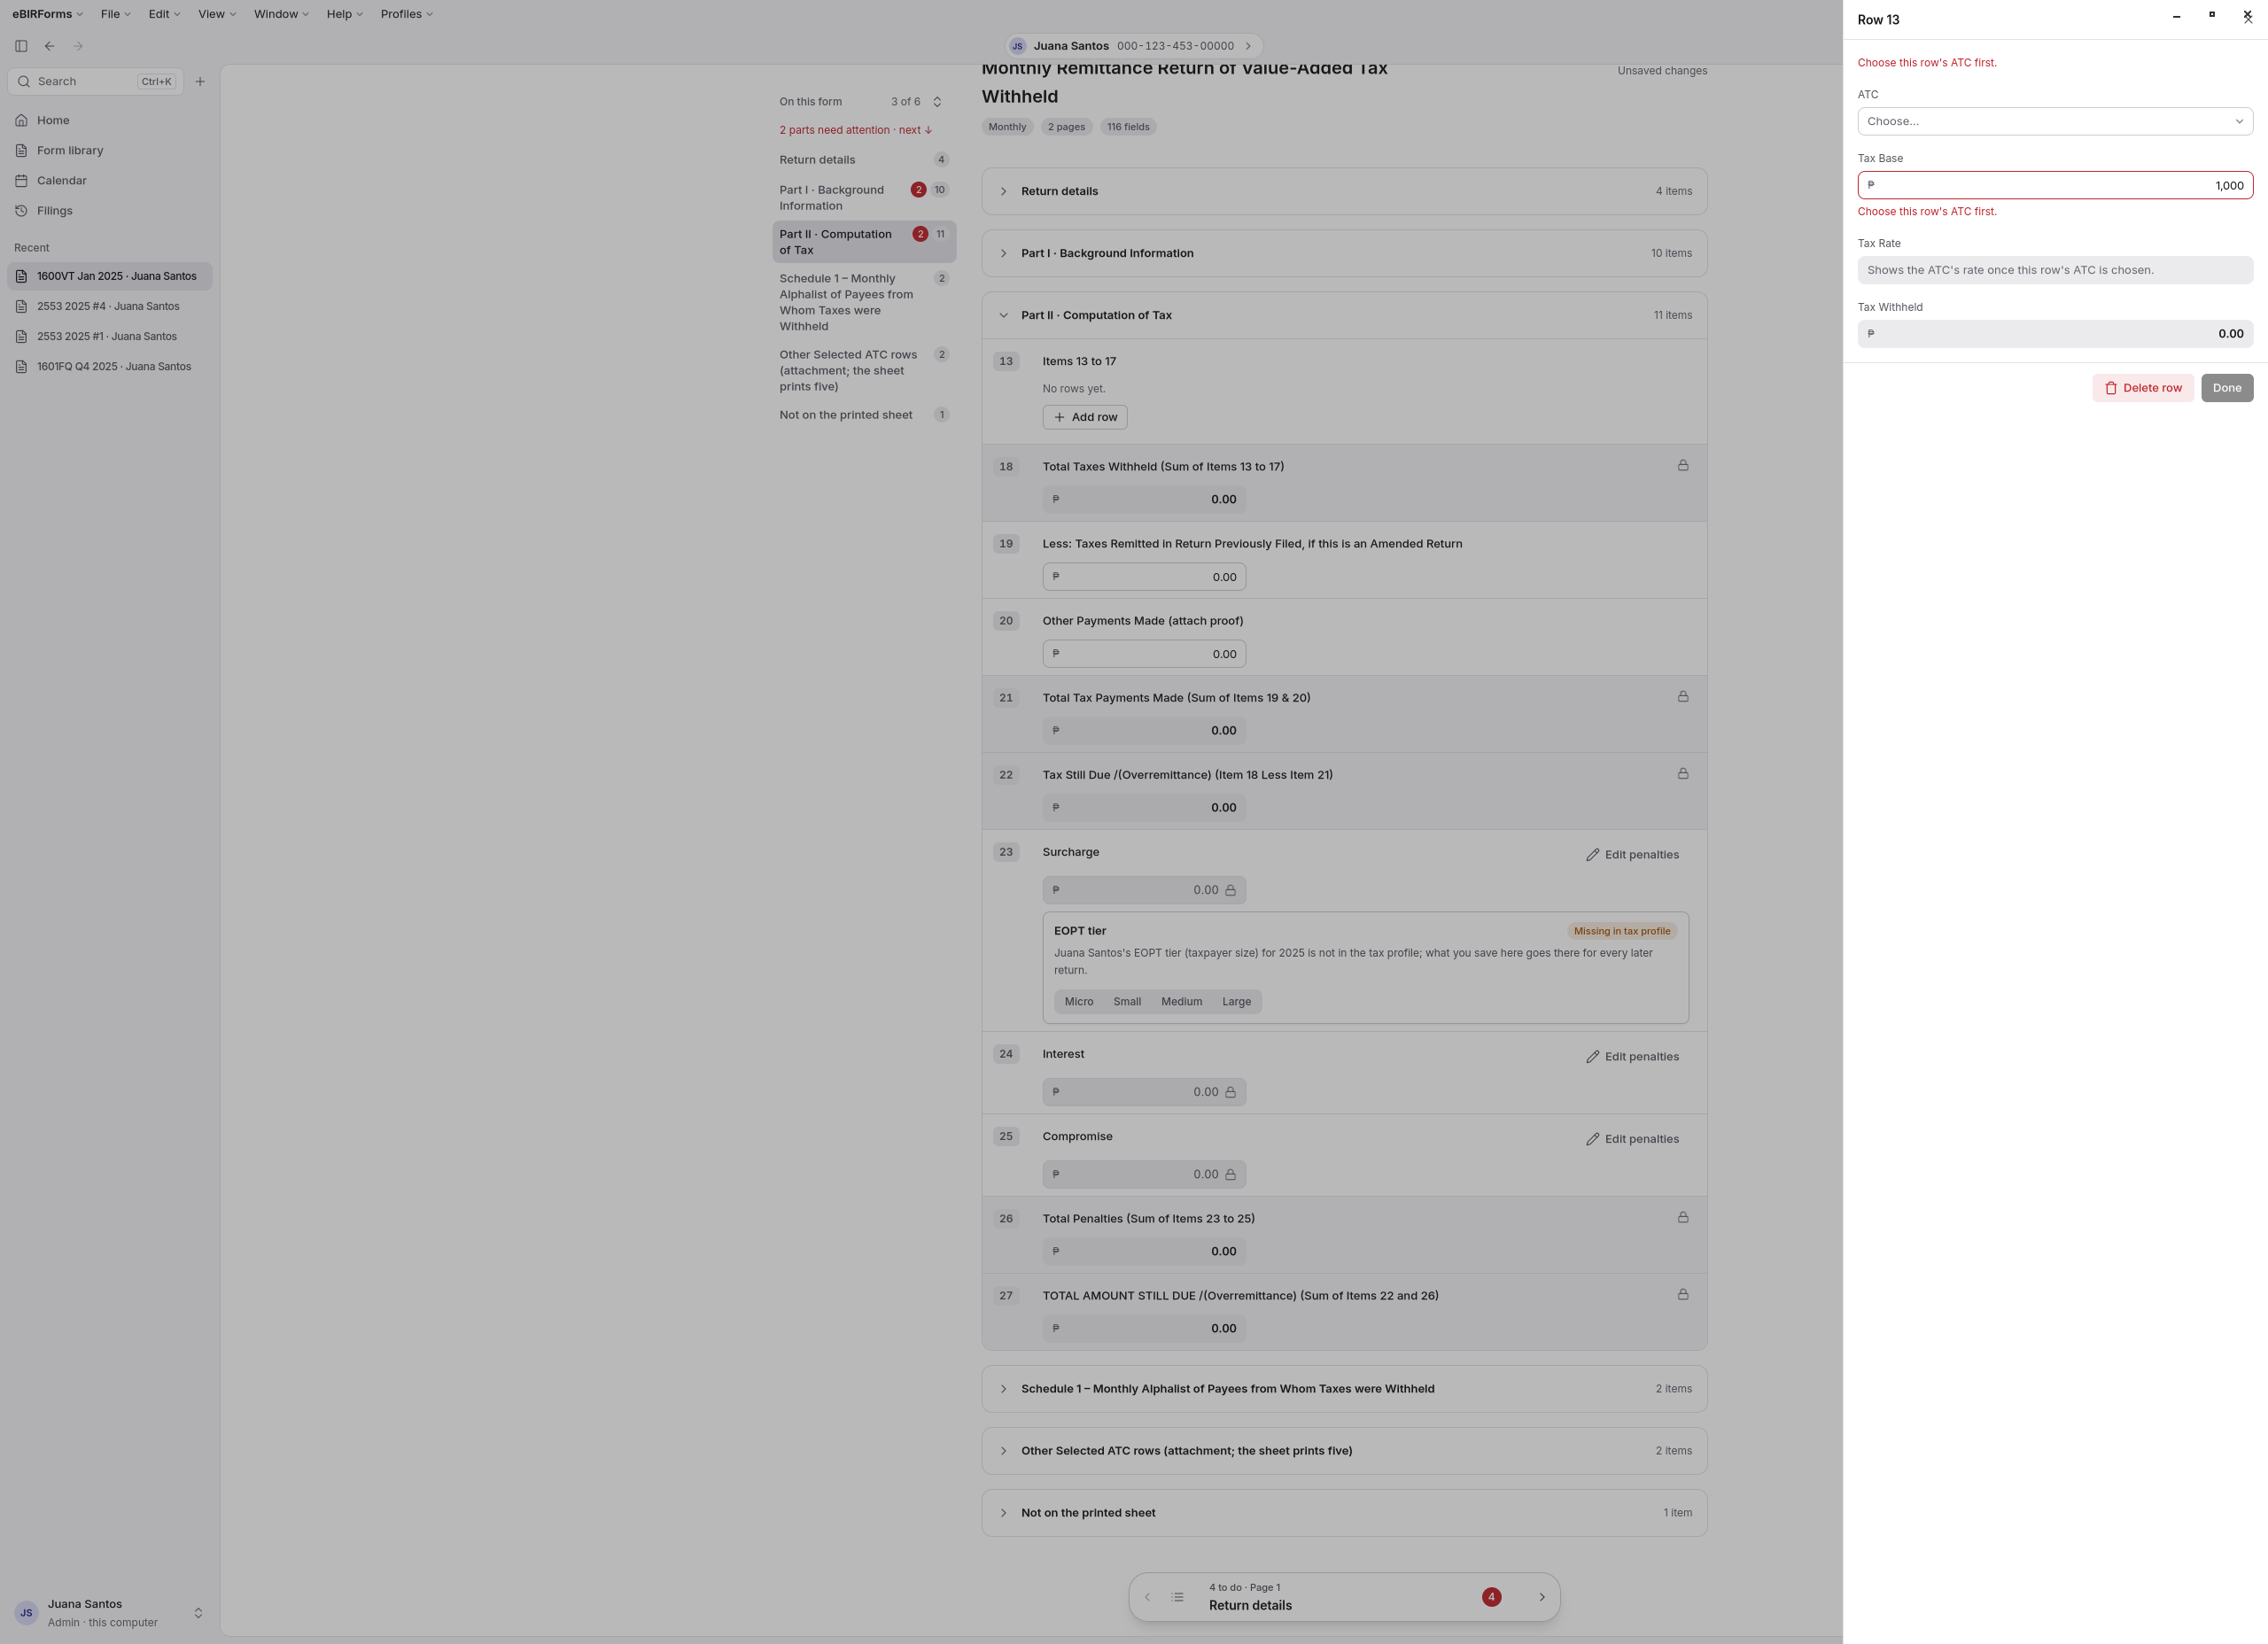 eBIRForms File Edit View Window Help Profiles
JS Juana Santos 000-123-453-00000
Search Ctrl+K
Home
Form library
Calendar
Filings
Recent
1600VT Jan 2025 · Juana Santos
2553 2025 #4 · Juana Santos
2553 2025 #1 · Juana Santos
1601FQ Q4 2025 · Juana Santos
JS Juana Santos
Admin · this computer
On this form 3 of 6
2 parts need attention · next ↓
Return details 4
Part I · Background 2 10
Information
Part II · Computation 2 11
of Tax
Schedule 1 – Monthly 2
Alphalist of Payees from
Whom Taxes were
Withheld
Other Selected ATC rows 2
(attachment; the sheet
prints five)
Not on the printed sheet 1
Monthly Remittance Return of Value-Added Tax
Withheld
Unsaved changes
Monthly 2 pages 116 fields
Return details 4 items
Part I · Background Information 10 items
Part II · Computation of Tax 11 items
13 Items 13 to 17
No rows yet.
Add row
18 Total Taxes Withheld (Sum of Items 13 to 17)
₱ 0.00
19 Less: Taxes Remitted in Return Previously Filed, if this is an Amended Return
₱ 0.00
20 Other Payments Made (attach proof)
₱ 0.00
21 Total Tax Payments Made (Sum of Items 19 & 20)
₱ 0.00
22 Tax Still Due /(Overremittance) (Item 18 Less Item 21)
₱ 0.00
23 Surcharge Edit penalties
₱ 0.00
EOPT tier Missing in tax profile
Juana Santos's EOPT tier (taxpayer size) for 2025 is not in the tax profile; what you save here goes there for every later
return.
Micro Small Medium Large
24 Interest Edit penalties
₱ 0.00
25 Compromise Edit penalties
₱ 0.00
26 Total Penalties (Sum of Items 23 to 25)
₱ 0.00
27 TOTAL AMOUNT STILL DUE /(Overremittance) (Sum of Items 22 and 26)
₱ 0.00
Schedule 1 – Monthly Alphalist of Payees from Whom Taxes were Withheld 2 items
Other Selected ATC rows (attachment; the sheet prints five) 2 items
Not on the printed sheet 1 item
4 to do · Page 1
Return details 4
Row 13
Choose this row's ATC first.
ATC
Choose...
Tax Base
₱ 1,000
Choose this row's ATC first.
Tax Rate
Shows the ATC's rate once this row's ATC is chosen.
Tax Withheld
₱ 0.00
Delete row Done